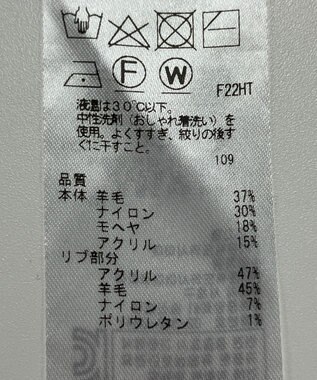 F W F22HT
液温は30℃以下。
中性洗剤(おしゃれ着洗い)を
使用。よくすすぎ、絞りの後す
ぐに干すこと。
109
品質
本体 羊毛 37%
ナイロン 30%
モヘヤ 18%
アクリル 15%
リブ部分
アクリル 47%
羊毛 45%
ナイロン 7%
ポリウレタン 1%